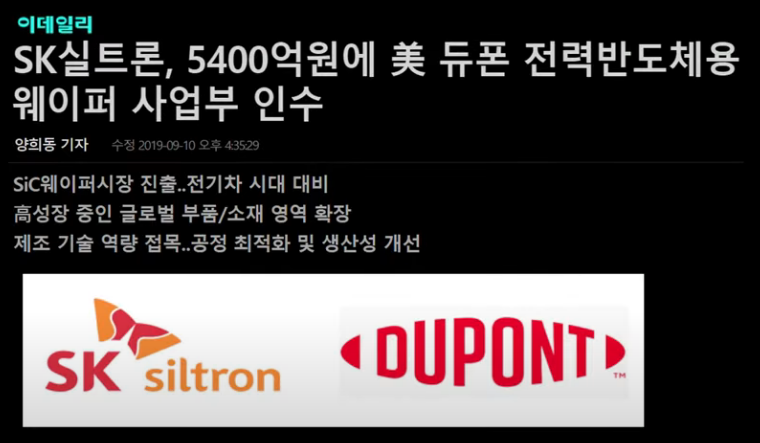 이데일리
SK실트론, 5400억원에 美 듀폰 전력반도체용
웨이퍼 사업부 인수
양희동 기자 수정 2019-09-10 오후 4:35:29
SiC웨이퍼시장 진출..전기차 시대 대비
高성장 중인 글로벌 부품/소재 영역 확장
제조 기술 역량 접목..공정 최적화 및 생산성 개선
SK siltron
DUPONT™